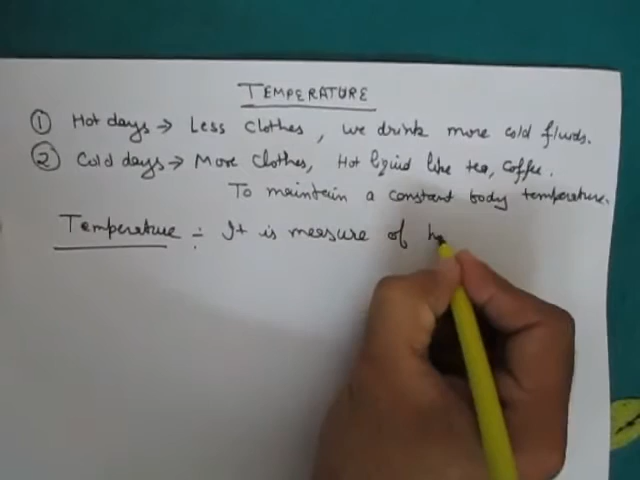 TEMPERATURE
① Hot days → Less clothes, we drink more cold fluids.
② Cold days → More clothes, Hot liquid like tea, coffee.
To maintain a constant body temperature.
Temperature :- It is measure of h